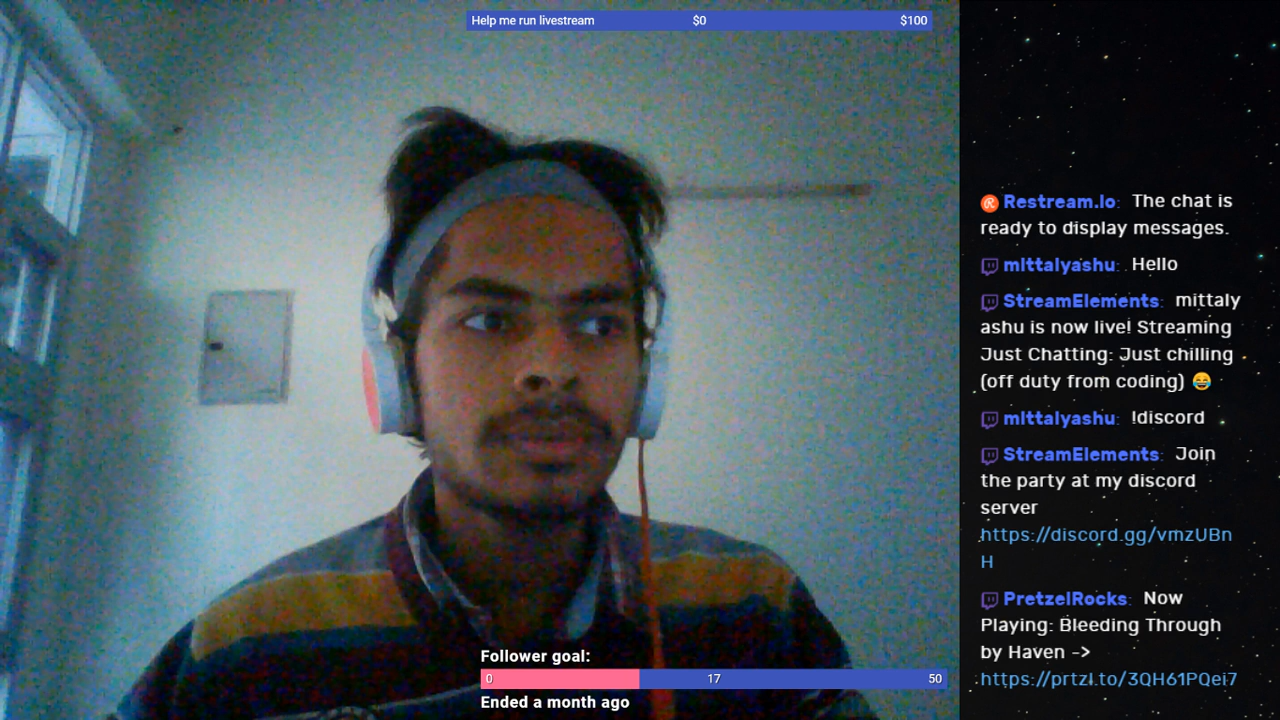 Help me run livestream $0 $100
Restream.Io: The chat is
ready to display messages.
mittalyashu: Hello
StreamElements: mittaly
ashu is now live! Streaming
Just Chatting: Just chilling
(off duty from coding) 😂
mittalyashu: !discord
StreamElements: Join
the party at my discord
server
https://discord.gg/vmzUBn
H
PretzelRocks: Now
Playing: Bleeding Through
by Haven ->
https://prtzl.to/3QH61PQei7
Follower goal:
0 17 50
Ended a month ago